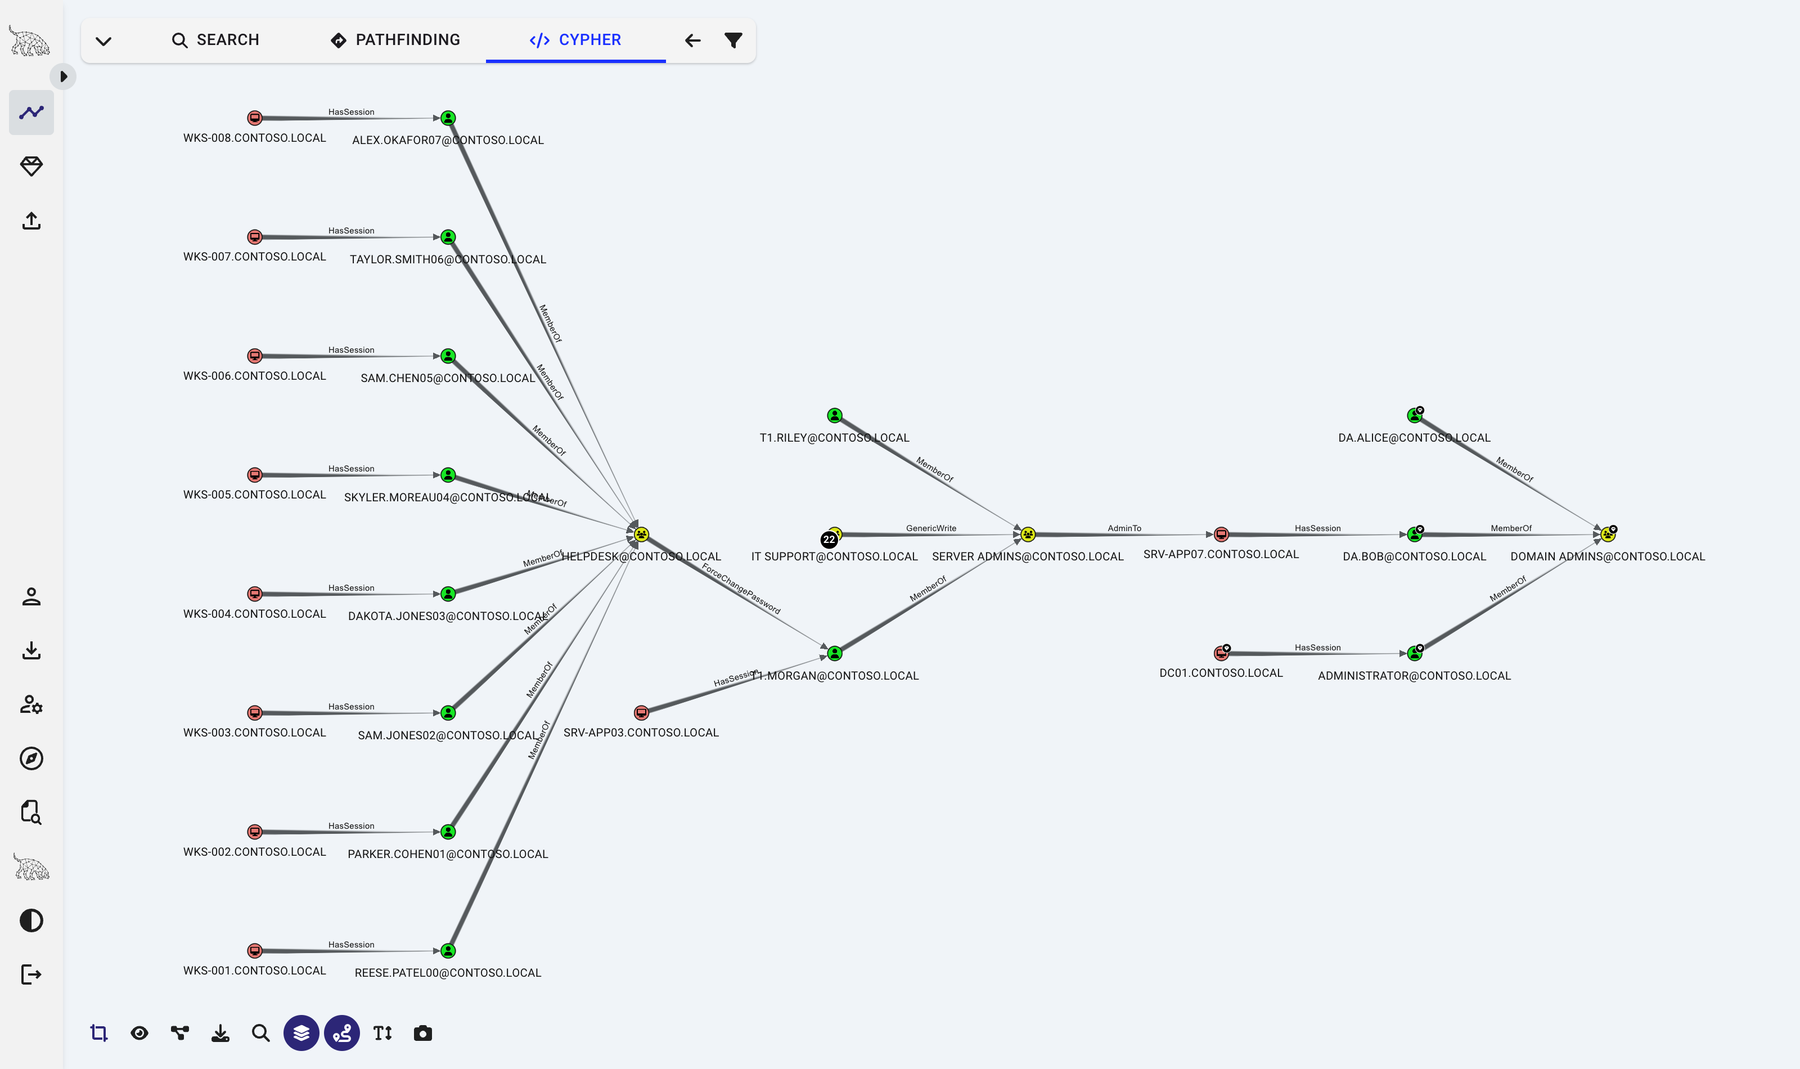 SEARCH
PATHFINDING
CYPHER
HasSession
WKS-008.CONTOSO.LOCAL
ALEX.OKAFOR07@CONTOSO.LOCAL
HasSession
WKS-007.CONTOSO.LOCAL
TAYLOR.SMITH06@CONTOSO.LOCAL
MemberOf
HasSession
WKS-006.CONTOSO.LOCAL
SAM.CHEN05@CONTOSO.LOCAL
MemberOf
MemberOf
HasSession
WKS-005.CONTOSO.LOCAL
SKYLER.MOREAU04@CONTOSO.LOCAL
MemberOf
T1.RILEY@CONTOSO.LOCAL
MemberOf
DA.ALICE@CONTOSO.LOCAL
MemberOf
HELPDESK@CONTOSO.LOCAL
22
IT SUPPORT@CONTOSO.LOCAL
GenericWrite
SERVER ADMINS@CONTOSO.LOCAL
AdminTo
SRV-APP07.CONTOSO.LOCAL
HasSession
DA.BOB@CONTOSO.LOCAL
MemberOf
DOMAIN ADMINS@CONTOSO.LOCAL
MemberOf
ForceChangePassword
MemberOf
MemberOf
HasSession
WKS-004.CONTOSO.LOCAL
DAKOTA.JONES03@CONTOSO.LOCAL
MemberOf
HasSession
T1.MORGAN@CONTOSO.LOCAL
DC01.CONTOSO.LOCAL
HasSession
ADMINISTRATOR@CONTOSO.LOCAL
MemberOf
HasSession
WKS-003.CONTOSO.LOCAL
SAM.JONES02@CONTOSO.LOCAL
MemberOf
SRV-APP03.CONTOSO.LOCAL
HasSession
WKS-002.CONTOSO.LOCAL
PARKER.COHEN01@CONTOSO.LOCAL
HasSession
WKS-001.CONTOSO.LOCAL
REESE.PATEL00@CONTOSO.LOCAL